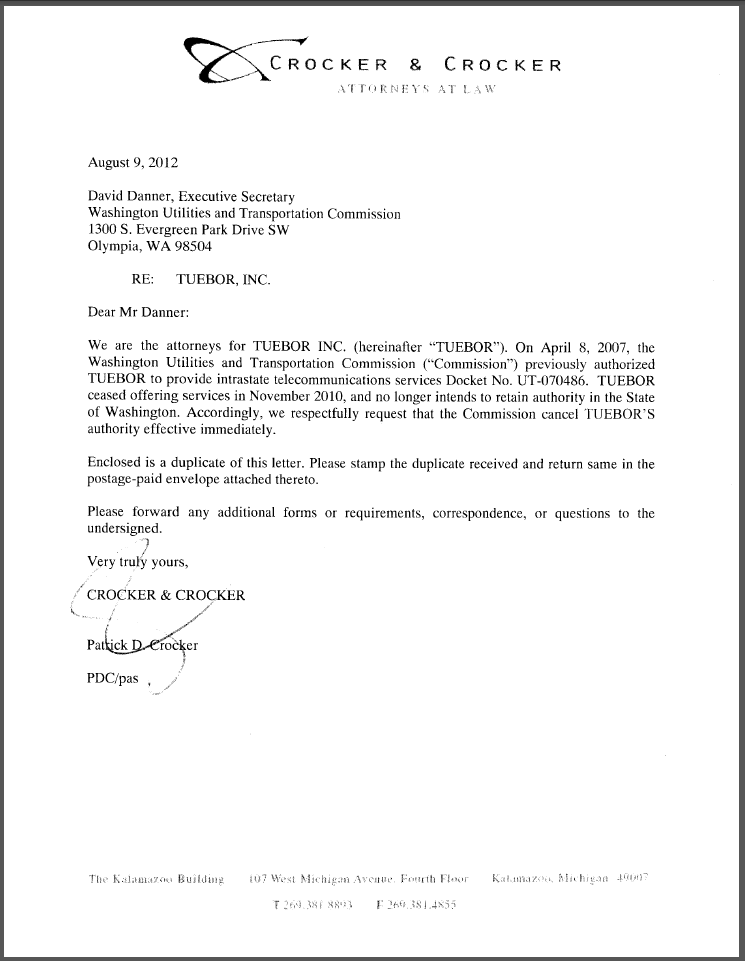 CROCKER & CROCKER
ATTORNEYS AT LAW
August 9, 2012
David Danner, Executive Secretary
Washington Utilities and Transportation Commission
1300 S. Evergreen Park Drive SW
Olympia, WA 98504
RE: TUEBOR, INC.
Dear Mr Danner:
We are the attorneys for TUEBOR INC. (hereinafter “TUEBOR”). On April 8, 2007, the
Washington Utilities and Transportation Commission (“Commission”) previously authorized
TUEBOR to provide intrastate telecommunications services Docket No. UT-070486. TUEBOR
ceased offering services in November 2010, and no longer intends to retain authority in the State
of Washington. Accordingly, we respectfully request that the Commission cancel TUEBOR’S
authority effective immediately.
Enclosed is a duplicate of this letter. Please stamp the duplicate received and return same in the
postage-paid envelope attached thereto.
Please forward any additional forms or requirements, correspondence, or questions to the
undersigned.
Very truly yours,
CROCKER & CROCKER
Patrick D. Crocker
PDC/pas
The Kalamazoo Building 107 West Michigan Avenue, Fourth Floor Kalamazoo, Michigan 49007
T 269.381.8893 F 269.381.4855